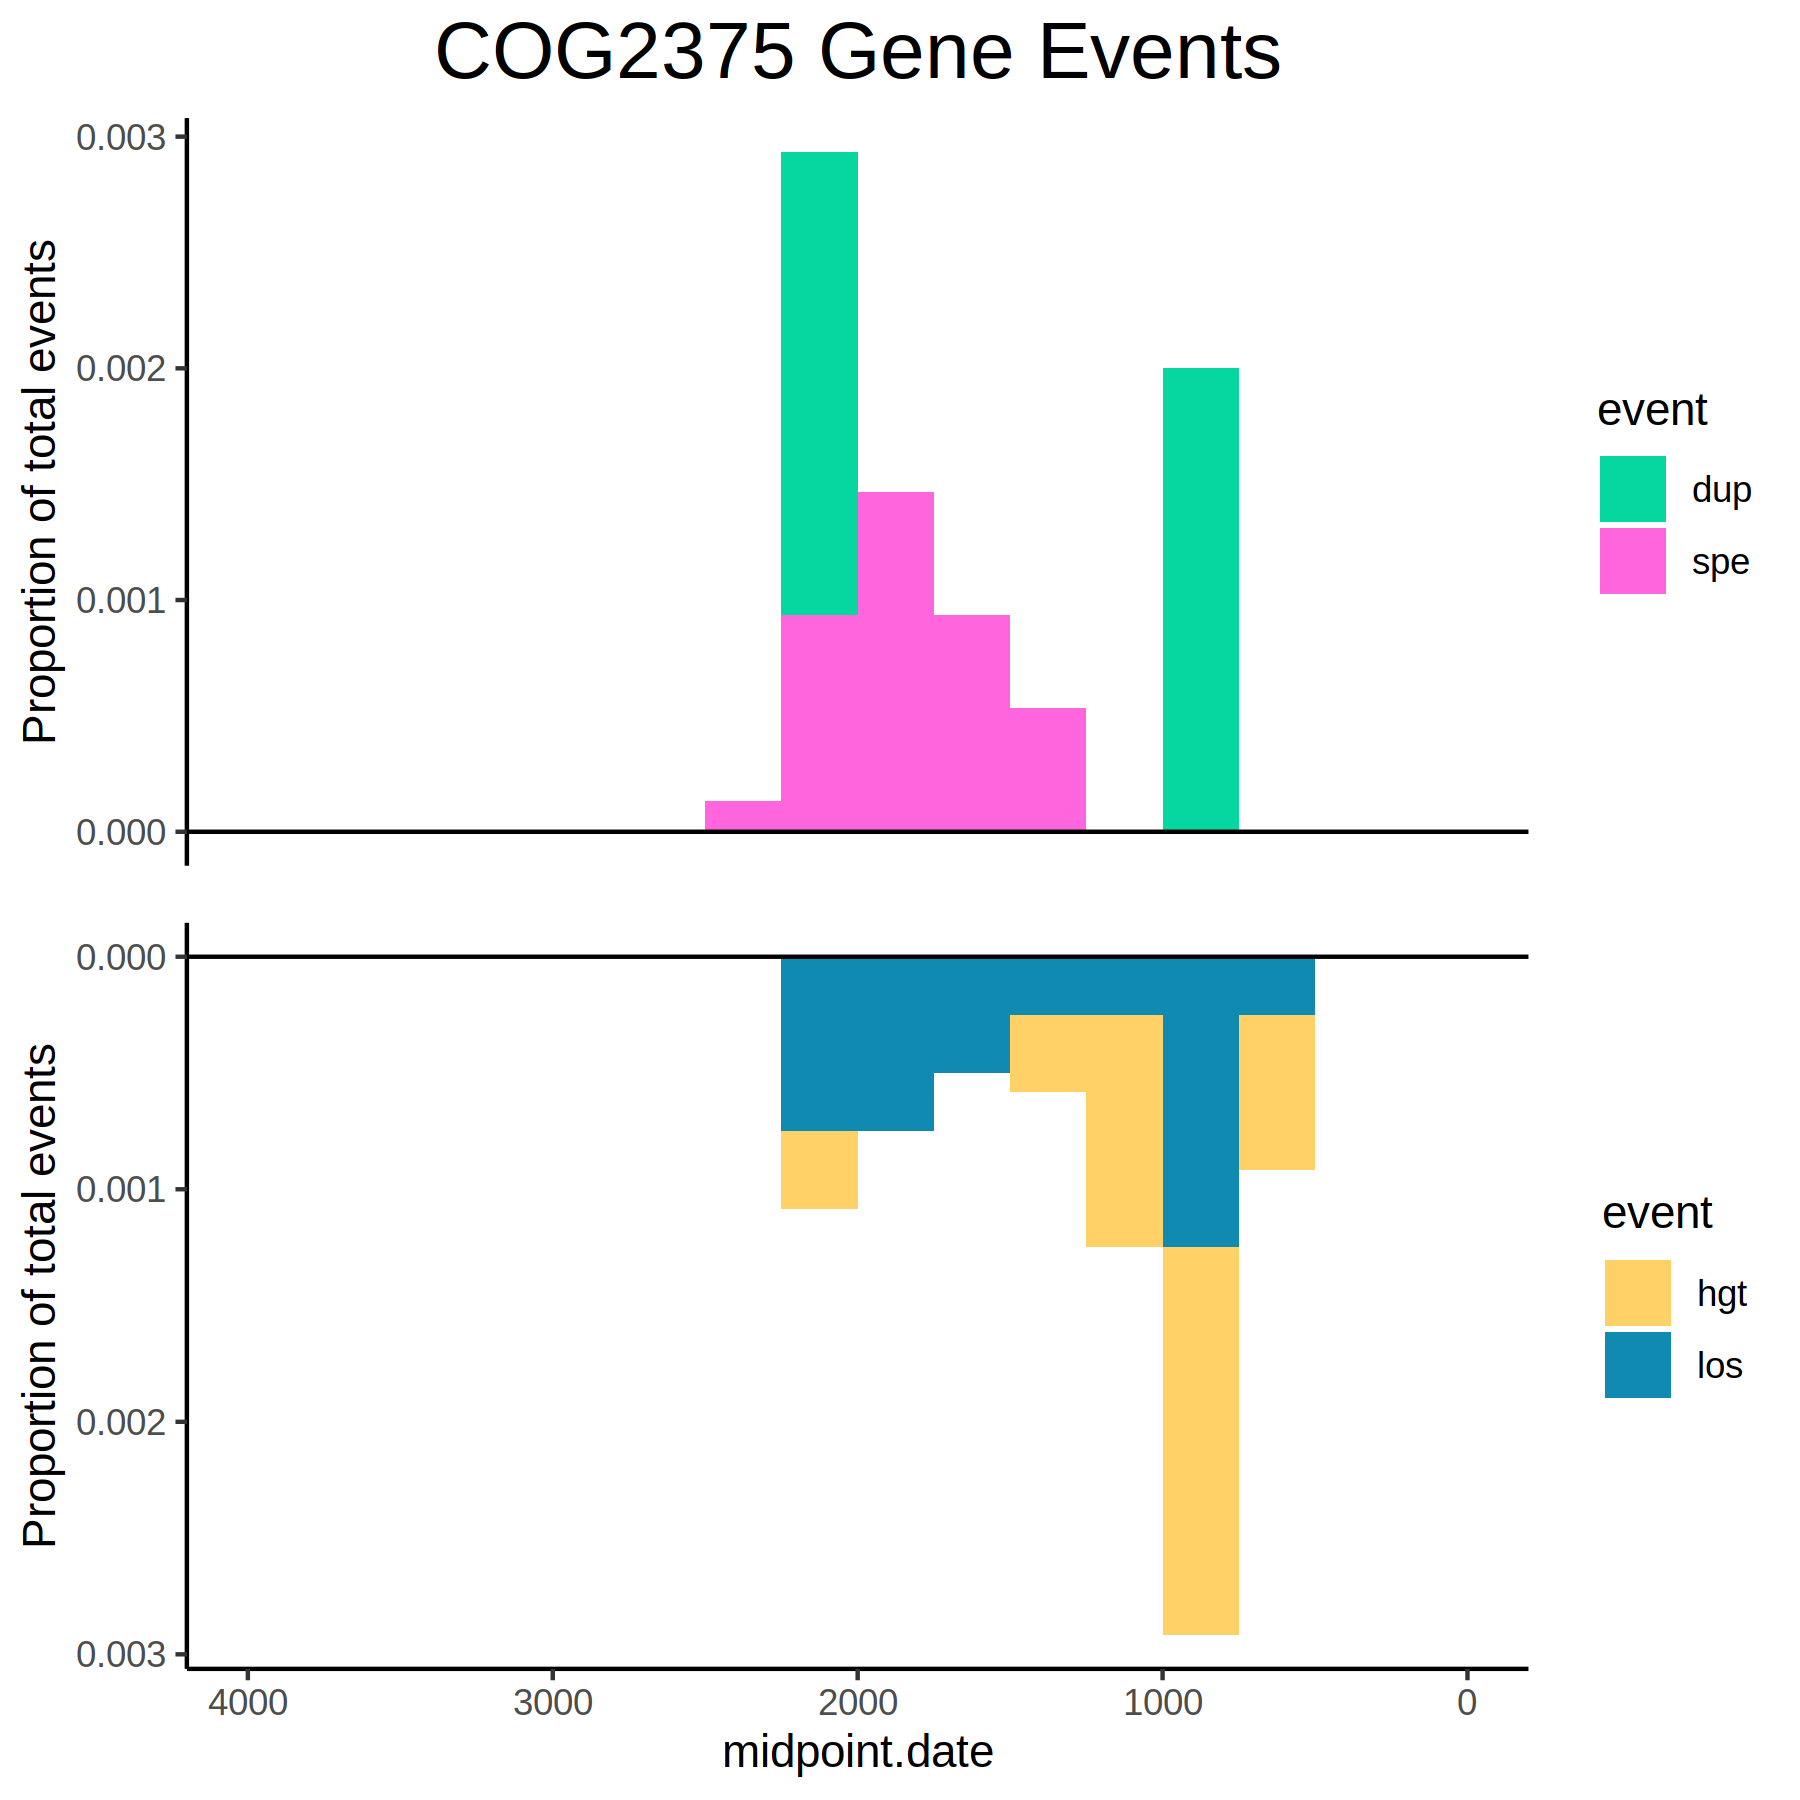 COG2375 Gene Events
Proportion of total events
0.003
0.002
0.001
0.000
event
dup
spe
Proportion of total events
0.000
0.001
0.002
0.003
event
hgt
los
4000 3000 2000 1000 0
midpoint.date